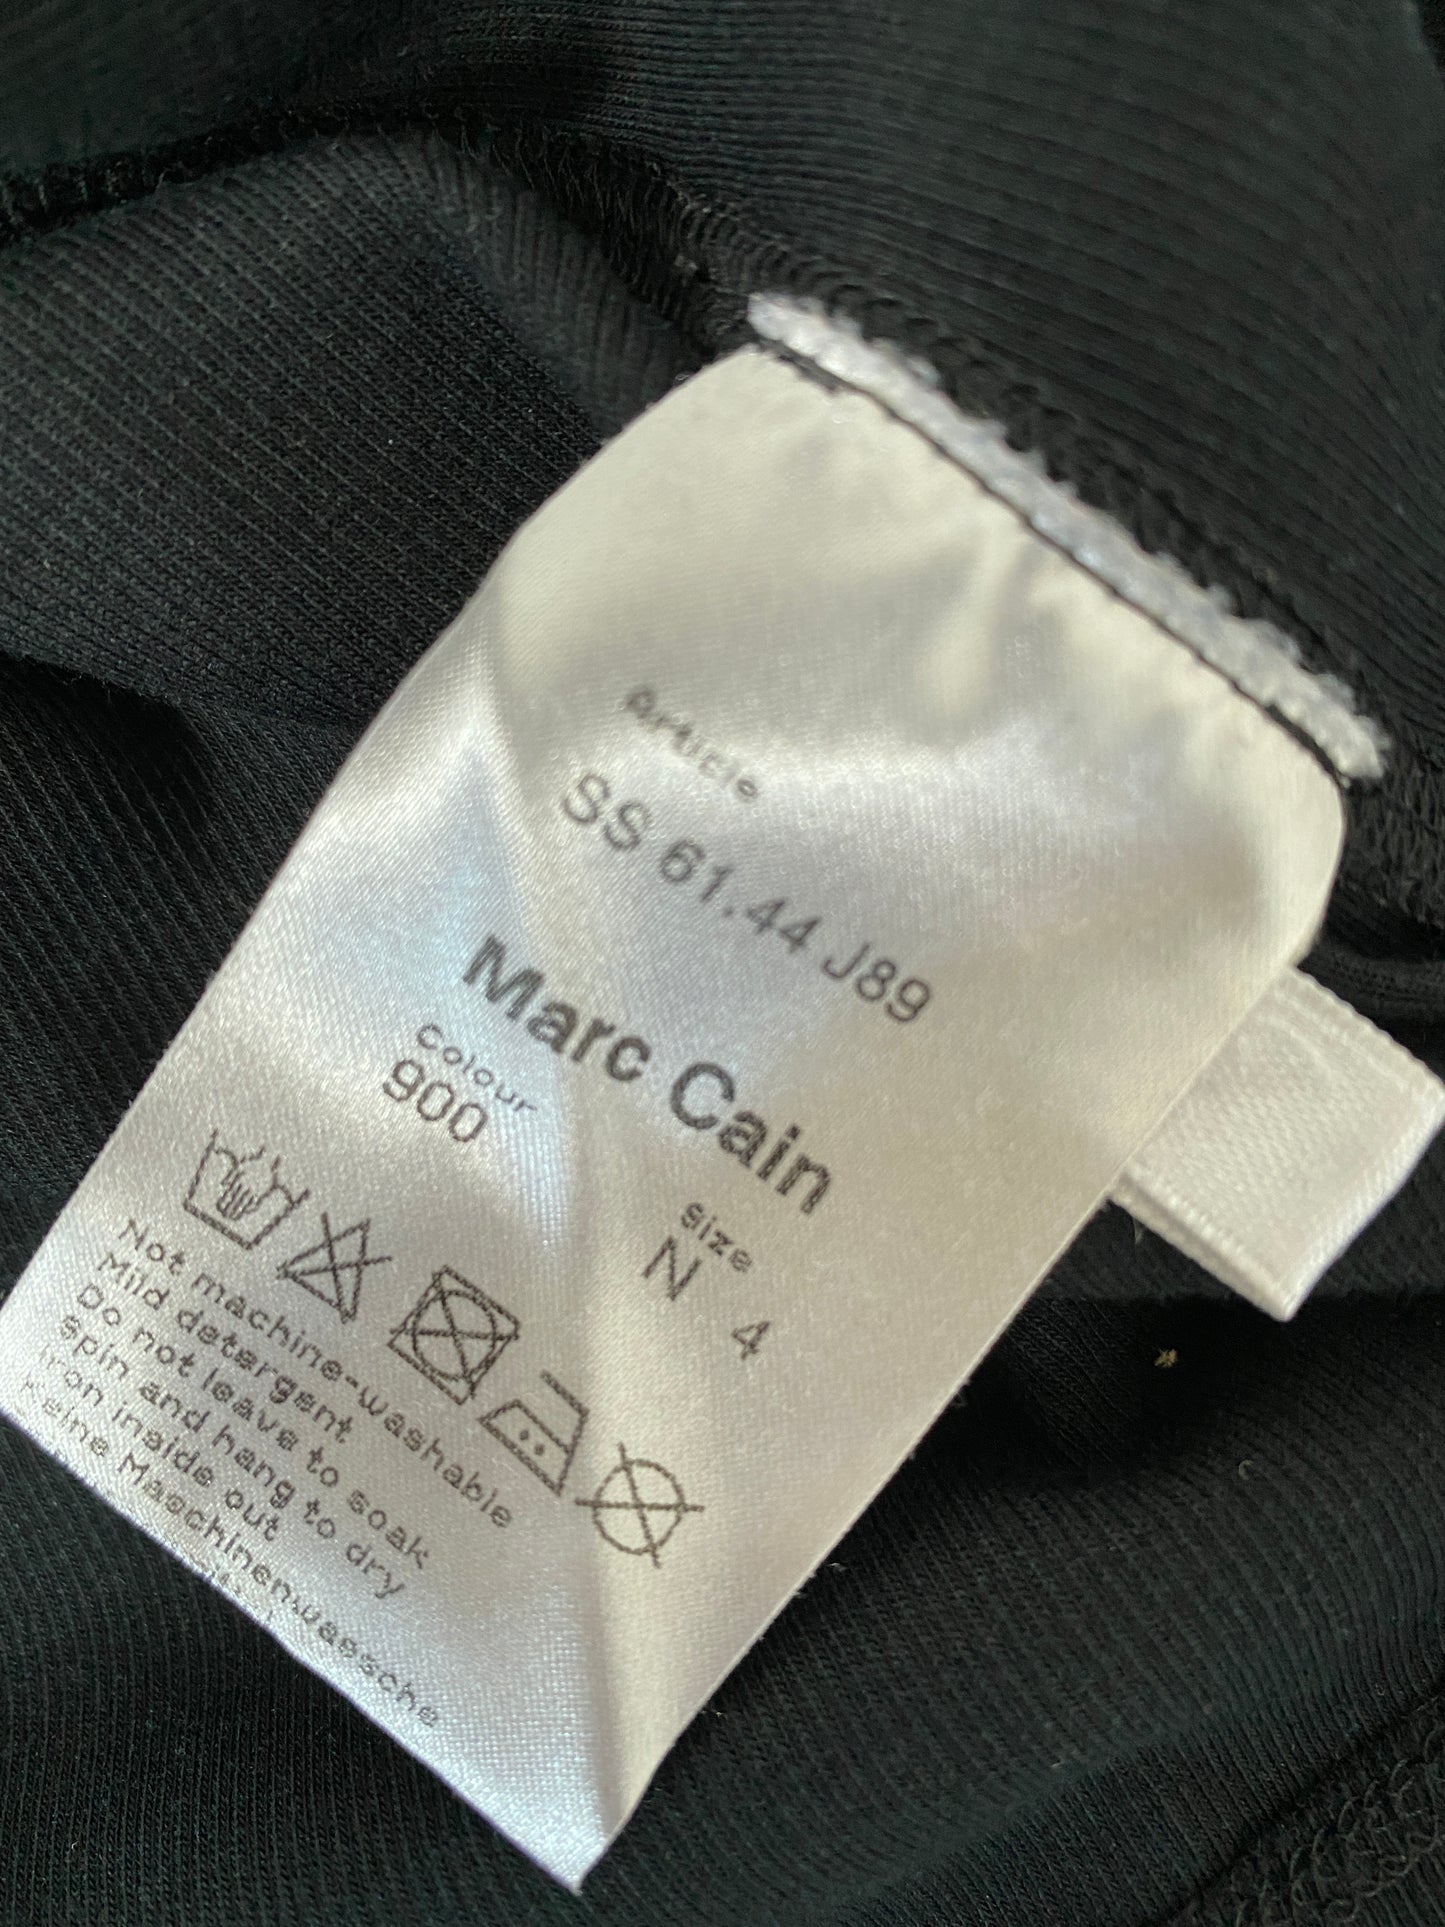 Article
SS 61.44 J89
Marc Cain
Colour
900
Size
N 4
Not machine-washable
Mild detergent
Do not leave to soak
spin and hang to dry
Iron inside out
Keine Maschinenwaesche